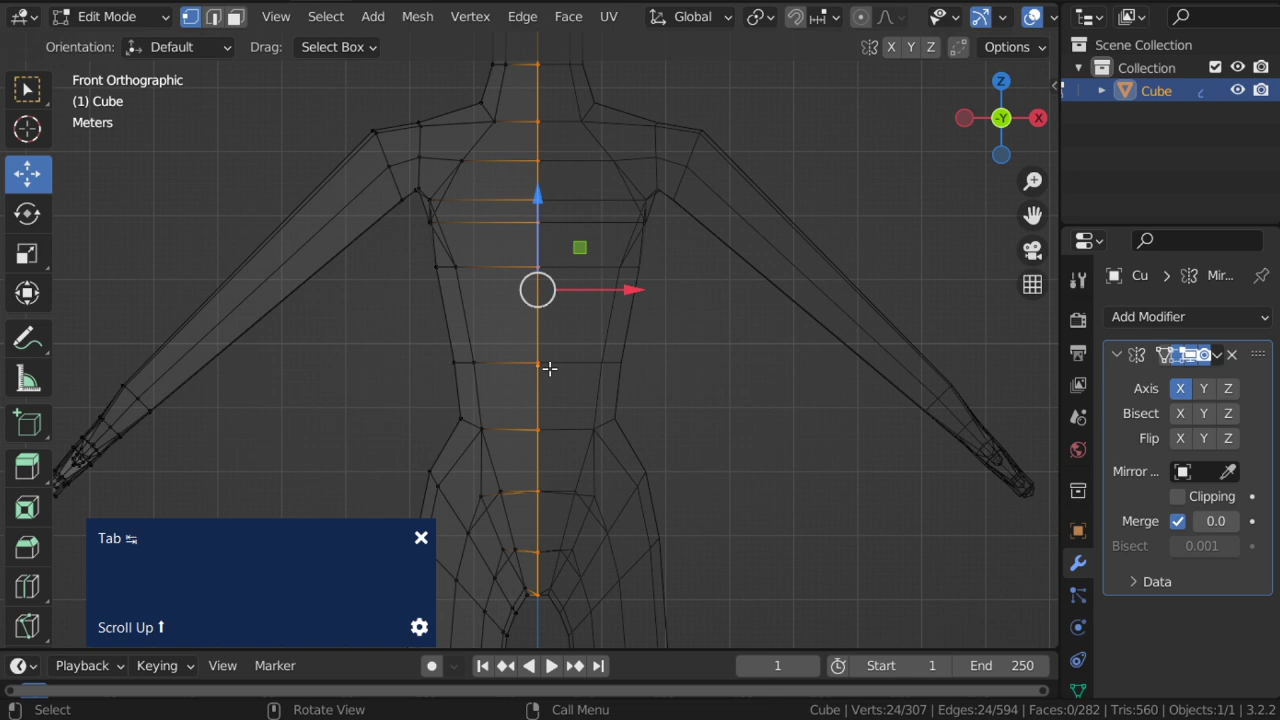 Edit Mode View Select Add Mesh Vertex Edge Face UV Global
Orientation: Default Drag: Select Box X Y Z Options
Front Orthographic
(1) Cube
Meters
Z
X
-Y
Tab ↹
Scroll Up ⬆
Playback Keying View Marker 1 Start 1 End 250
Select Rotate View Call Menu Cube | Verts:24/307 | Edges:24/594 | Faces:0/282 | Tris:560 | Objects:1/1 | 3.2.2
Scene Collection
Collection
Cube
Cu > Mir...
Add Modifier
Axis X Y Z
Bisect X Y Z
Flip X Y Z
Mirror ...
Clipping
Merge 0.0
Bisect 0.001
Data